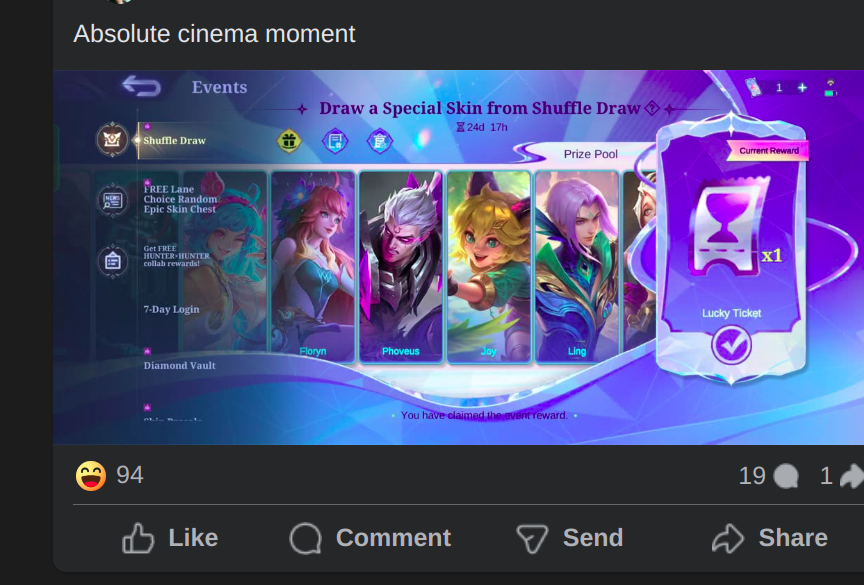 Absolute cinema moment
Events
Draw a Special Skin from Shuffle Draw
24d 17h
1
Shuffle Draw
Prize Pool
Current Reward
NEWS
FREE Lane
Choice Random
Epic Skin Chest
Get FREE
HUNTER×HUNTER
collab rewards!
x1
7-Day Login
Lucky Ticket
Floryn
Phoveus
Joy
Ling
Diamond Vault
You have claimed the event reward.
94
19
1
Like
Comment
Send
Share